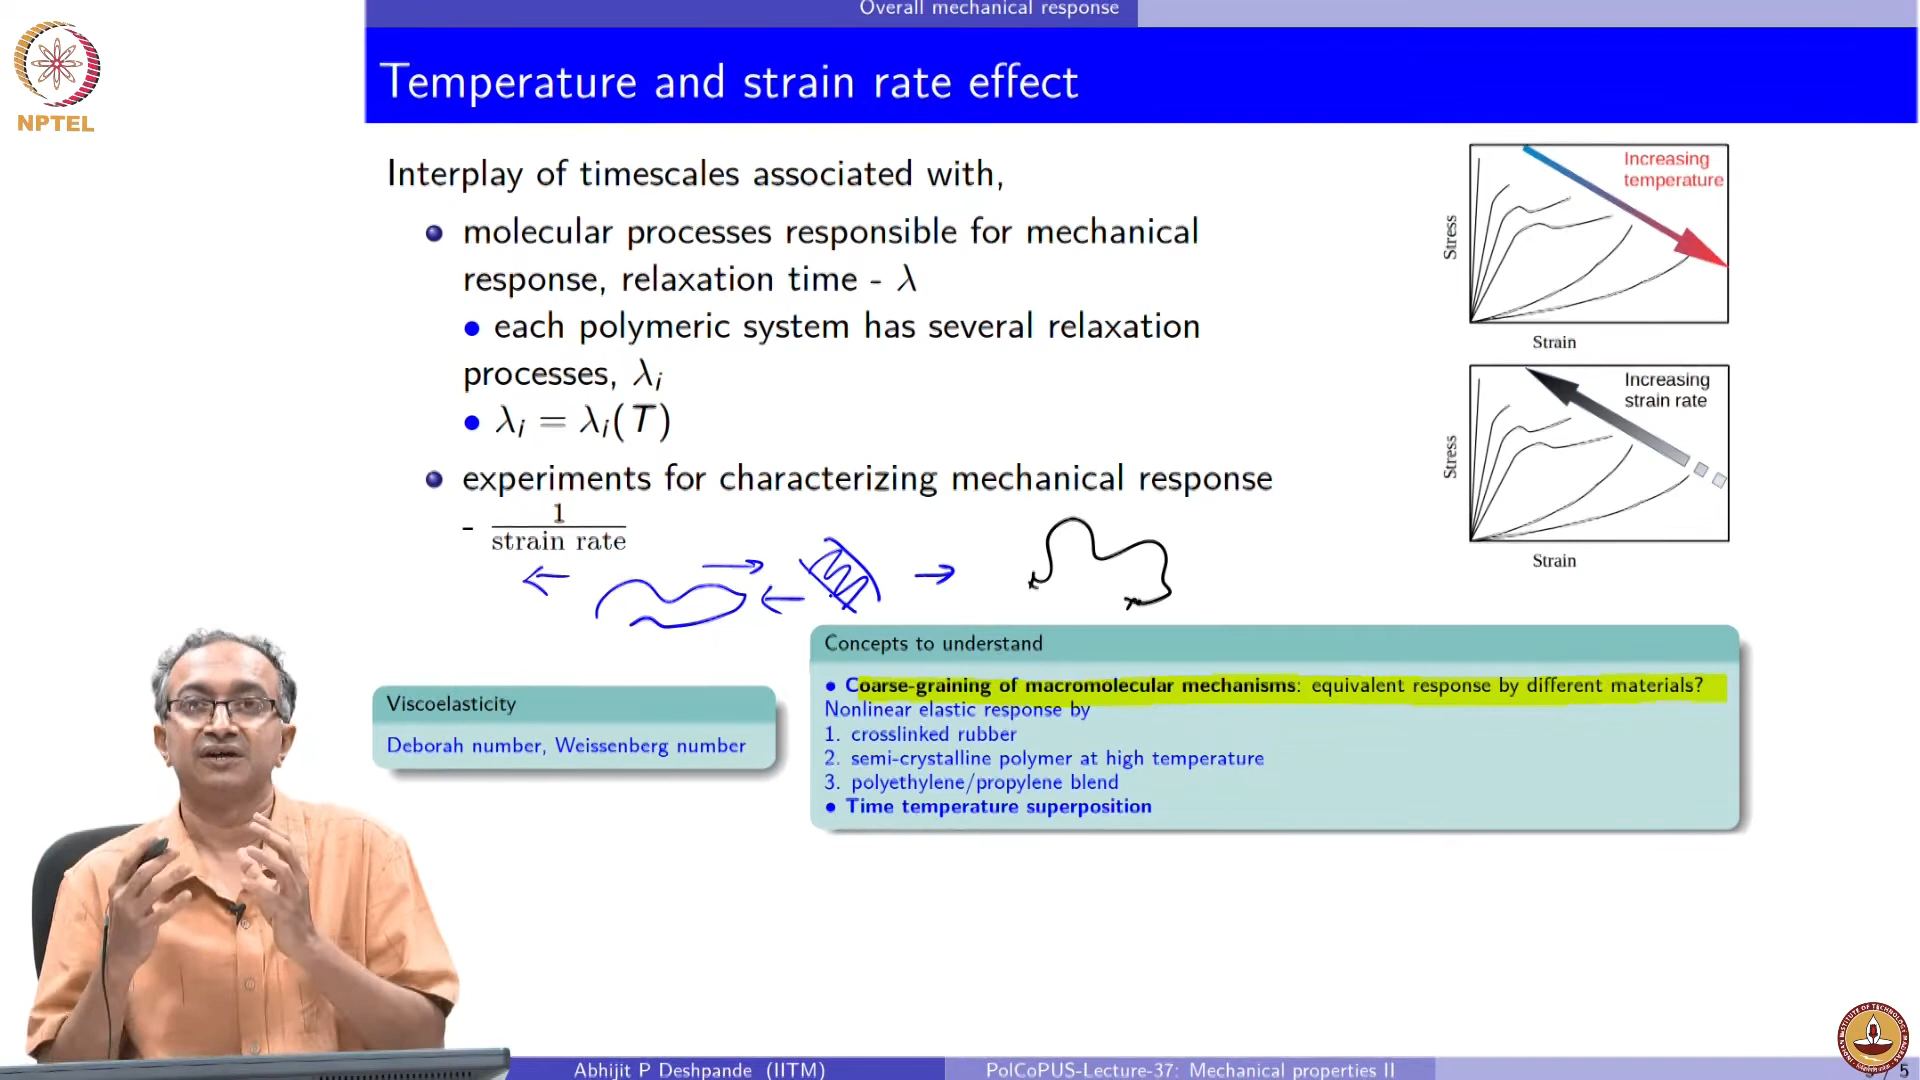 Overall mechanical response
NPTEL
Temperature and strain rate effect
Interplay of timescales associated with,
molecular processes responsible for mechanical
response, relaxation time - λ
• each polymeric system has several relaxation
processes, λi
• λi = λi(T)
experiments for characterizing mechanical response
- 1
strain rate
Increasing
temperature
Stress
Strain
Increasing
strain rate
Stress
Strain
Viscoelasticity
Deborah number, Weissenberg number
Concepts to understand
• Coarse-graining of macromolecular mechanisms: equivalent response by different materials?
Nonlinear elastic response by
1. crosslinked rubber
2. semi-crystalline polymer at high temperature
3. polyethylene/propylene blend
• Time temperature superposition
Abhijit P Deshpande (IITM)
PolCoPUS-Lecture-37: Mechanical properties II
/ 5